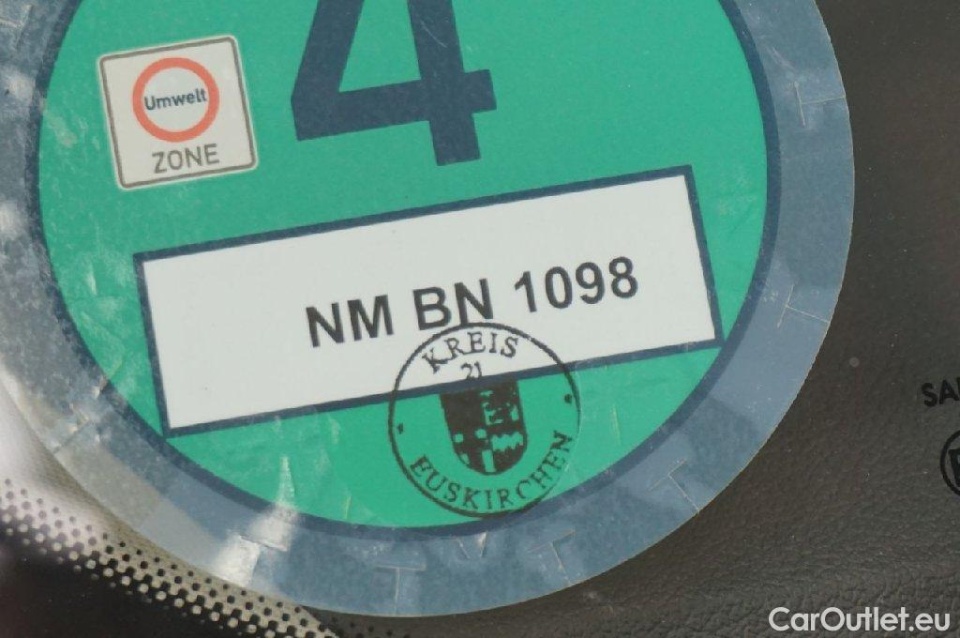 4
Umwelt
ZONE
NM BN 1098
KREIS
21
EUSKIRCHEN
CarOutlet.eu